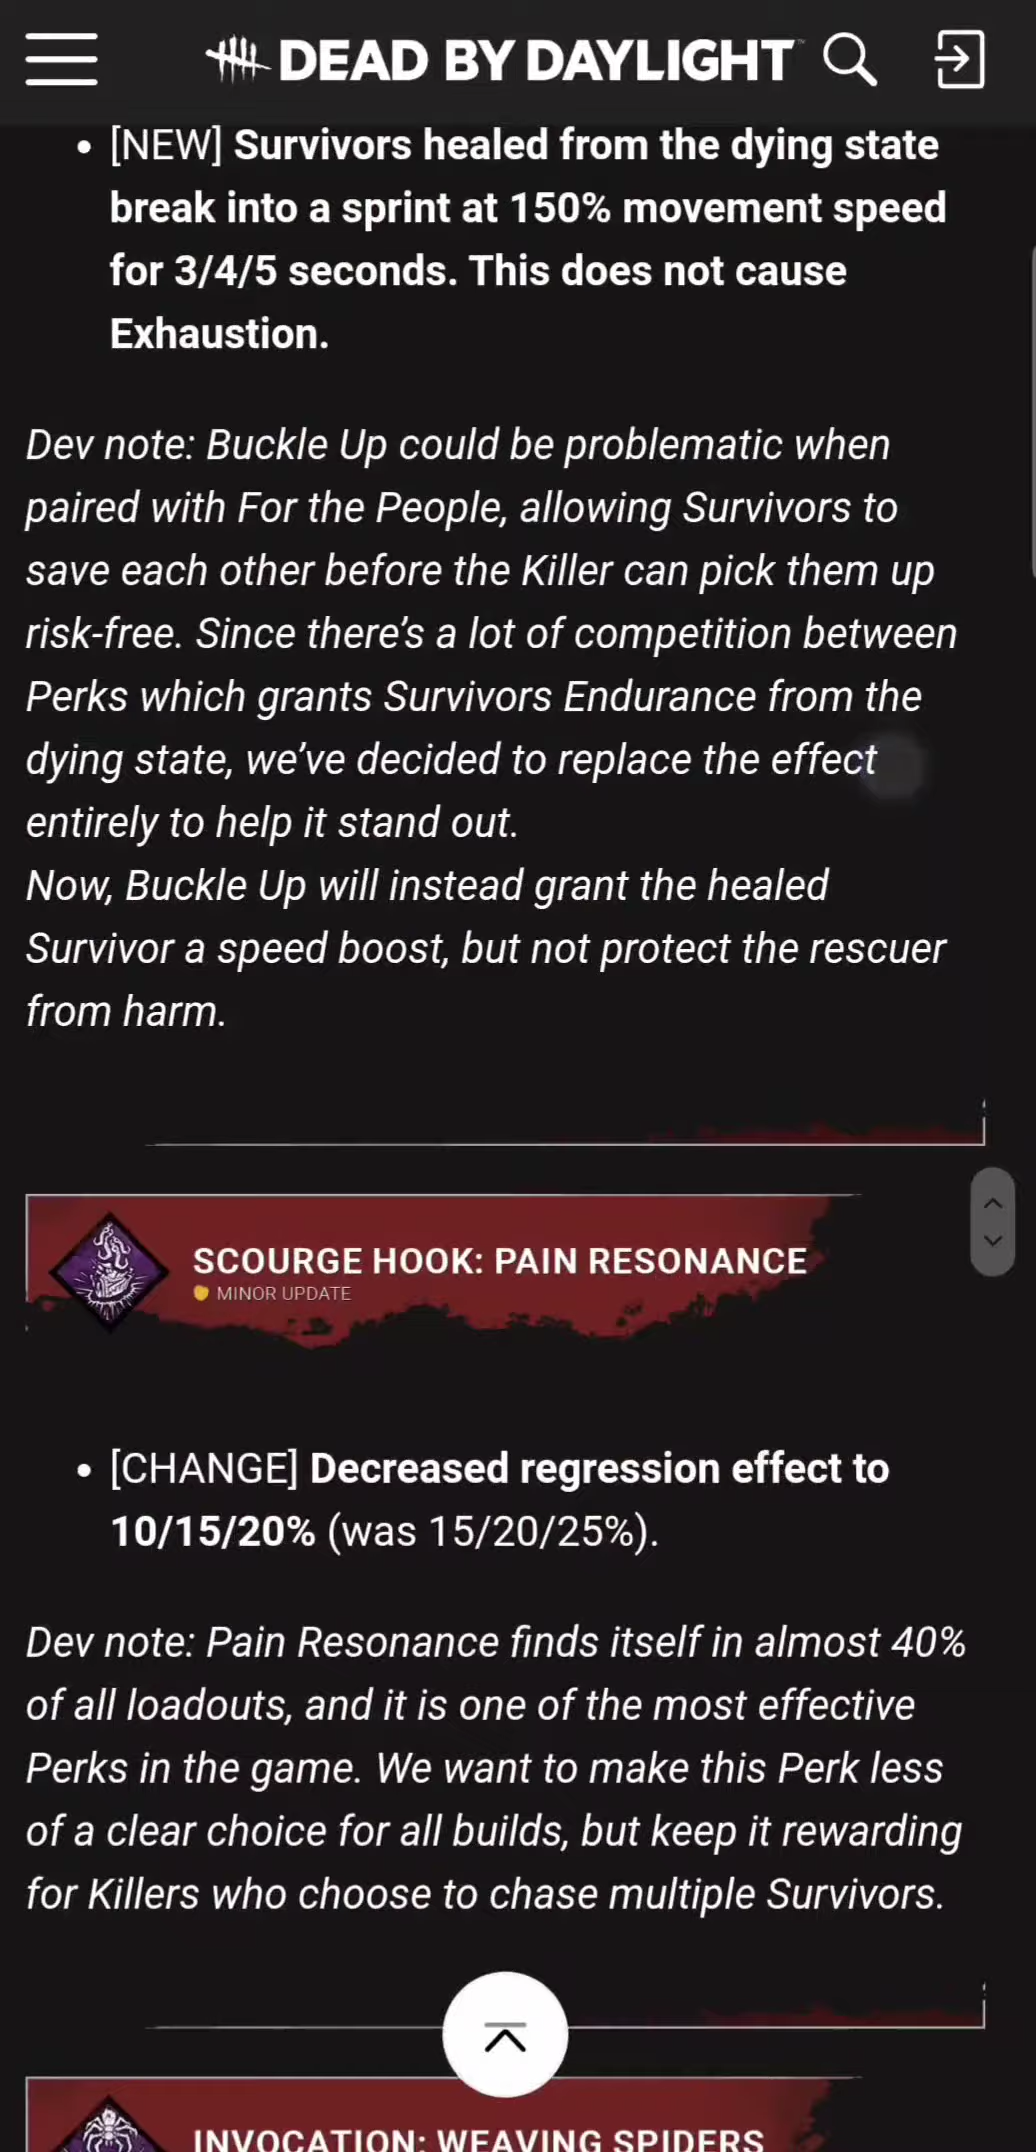 DEAD BY DAYLIGHT™
• [NEW] Survivors healed from the dying state
break into a sprint at 150% movement speed
for 3/4/5 seconds. This does not cause
Exhaustion.
Dev note: Buckle Up could be problematic when
paired with For the People, allowing Survivors to
save each other before the Killer can pick them up
risk-free. Since there’s a lot of competition between
Perks which grants Survivors Endurance from the
dying state, we’ve decided to replace the effect
entirely to help it stand out.
Now, Buckle Up will instead grant the healed
Survivor a speed boost, but not protect the rescuer
from harm.
SCOURGE HOOK: PAIN RESONANCE
MINOR UPDATE
• [CHANGE] Decreased regression effect to
10/15/20% (was 15/20/25%).
Dev note: Pain Resonance finds itself in almost 40%
of all loadouts, and it is one of the most effective
Perks in the game. We want to make this Perk less
of a clear choice for all builds, but keep it rewarding
for Killers who choose to chase multiple Survivors.
INVOCATION: WEAVING SPIDERS